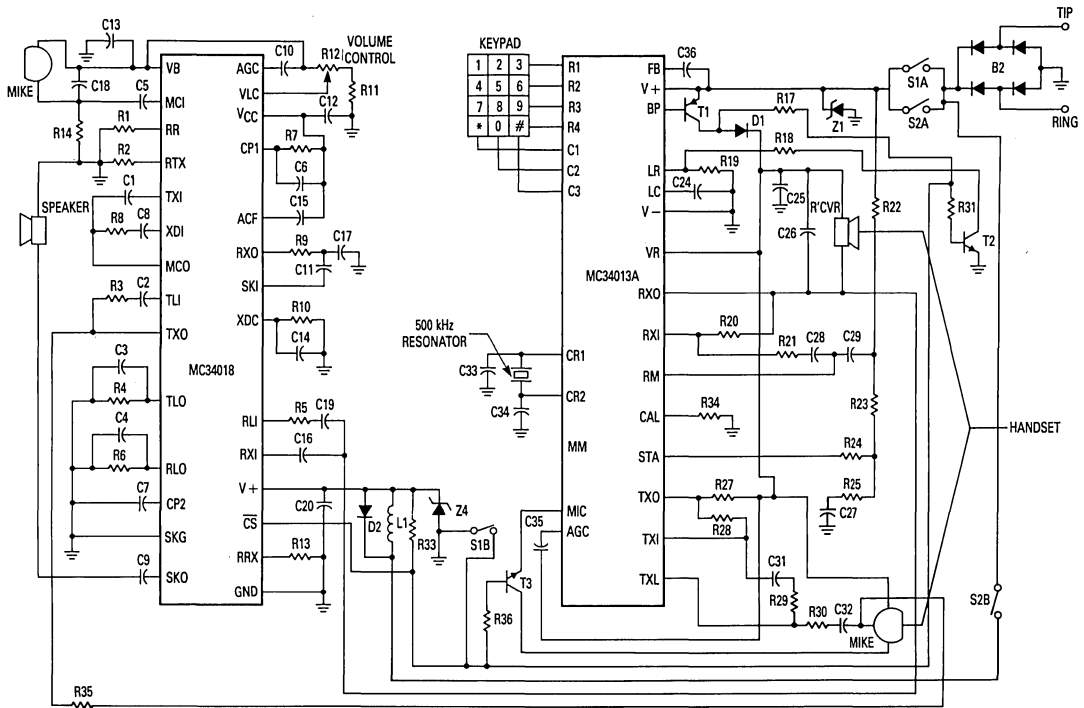 C13
MIKE
C18
C5
R14
R1
R2
SPEAKER
C1
R8
C8
R3
C2
C3
R4
C4
R6
C7
C9
R35
VB
MCI
RR
RTX
TXI
XDI
MCO
TLI
TXO
TLO
RLO
CP2
SKG
SKO
MC34018
AGC
VLC
VCC
CP1
ACF
RXO
SKI
XDC
RLI
RXI
V+
CS
RRX
GND
C10
R12
VOLUME
CONTROL
R11
C12
R7
C6
C15
R9
C17
C11
R10
C14
R5
C19
C16
C20
R13
D2
L1
R33
Z4
S1B
R36
T3
C35
KEYPAD
1 2 3
4 5 6
7 8 9
* 0 #
500 kHz
RESONATOR
C33
C34
R1
R2
R3
R4
C1
C2
C3
CR1
CR2
MM
MIC
AGC
MC34013A
FB
V+
BP
LR
LC
V−
VR
RXO
RXI
RM
CAL
STA
TXO
TXI
TXL
C36
T1
D1
R17
R18
R19
C24
C25
C26
R'CVR
Z1
R22
R31
T2
S1A
S2A
B2
TIP
RING
R20
R21
C28
C29
R34
R23
R24
R25
C27
R27
R28
C31
R29
R30
C32
MIKE
HANDSET
S2B